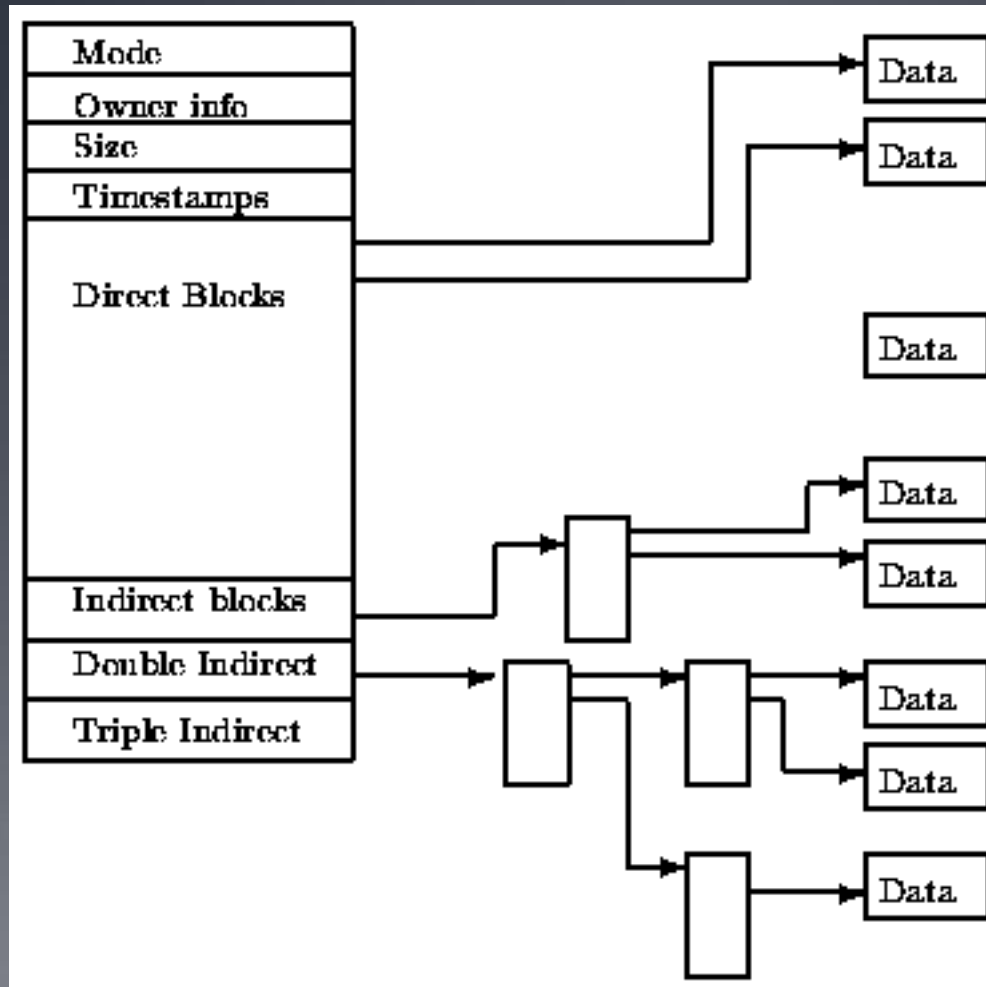 Mode
Owner info
Size
Timestamps
Direct Blocks
Indirect blocks
Double Indirect
Triple Indirect
Data
Data
Data
Data
Data
Data
Data
Data